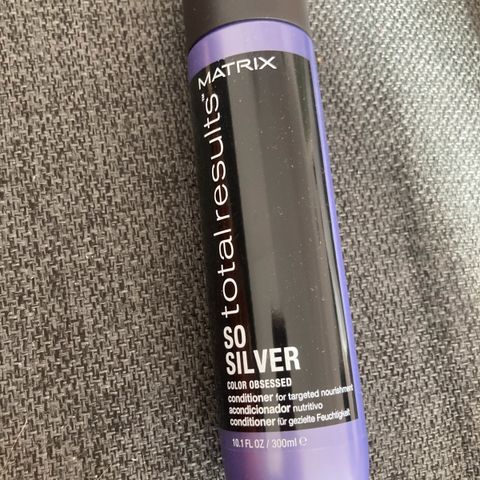 MATRIX
total results
SO
SILVER
COLOR OBSESSED
conditioner for targeted nourishment
acondicionador nutritivo
conditioner für gezielte Feuchtigkeit
10.1 FL OZ / 300ml ℮